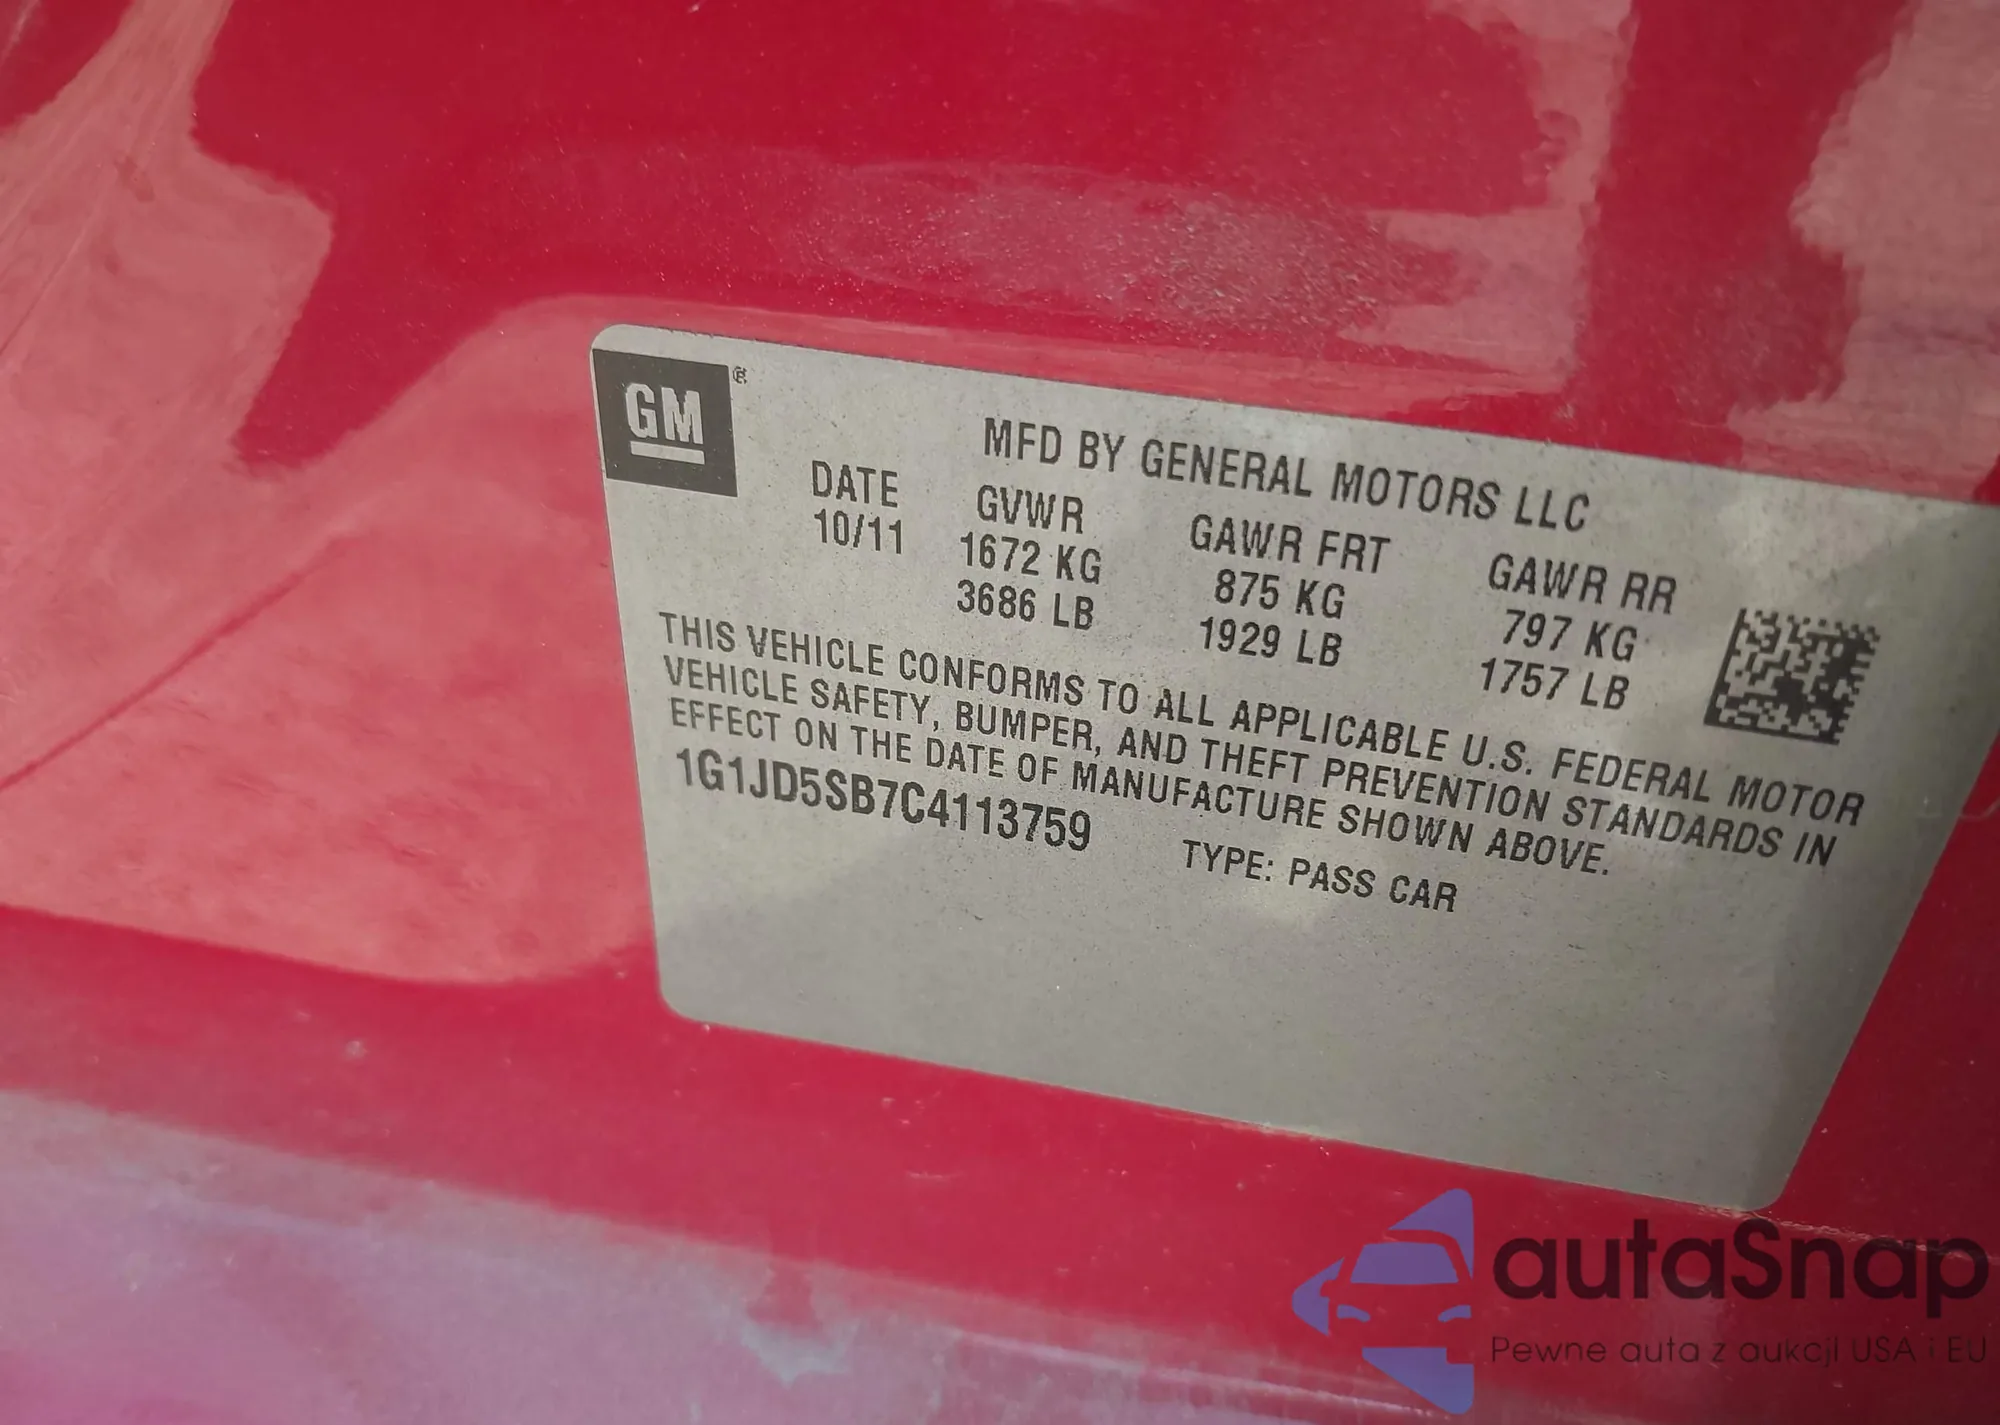 GM®
MFD BY GENERAL MOTORS LLC
DATE GVWR GAWR FRT GAWR RR
10/11 1672 KG 875 KG 797 KG
3686 LB 1929 LB 1757 LB
THIS VEHICLE CONFORMS TO ALL APPLICABLE U.S. FEDERAL MOTOR
VEHICLE SAFETY, BUMPER, AND THEFT PREVENTION STANDARDS IN
EFFECT ON THE DATE OF MANUFACTURE SHOWN ABOVE.
1G1JD5SB7C4113759 TYPE: PASS CAR
autaSnap
Pewne auta z aukcji USA i EU